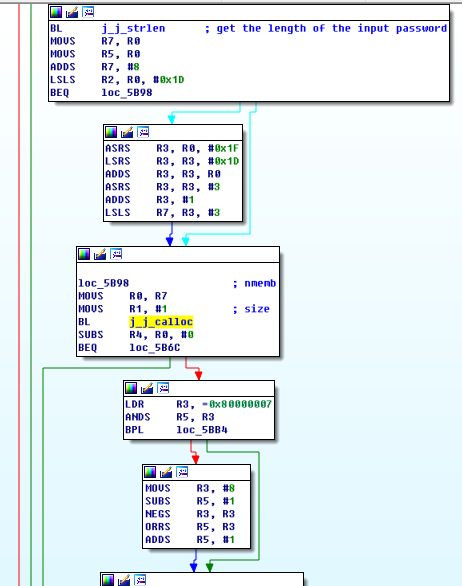 BL j_j_strlen ; get the length of the input password
MOVS R7, R0
MOVS R5, R0
ADDS R7, #8
LSLS R2, R0, #0x1D
BEQ loc_5B98
ASRS R3, R0, #0x1F
LSRS R3, R3, #0x1D
ADDS R3, R3, R0
ASRS R3, R3, #3
ADDS R3, #1
LSLS R7, R3, #3
loc_5B98 ; nmemb
MOVS R0, R7
MOVS R1, #1 ; size
BL j_j_calloc
SUBS R4, R0, #0
BEQ loc_5B6C
LDR R3, =0x80000007
ANDS R5, R3
BPL loc_5BB4
MOVS R3, #8
SUBS R5, #1
NEGS R3, R3
ORRS R5, R3
ADDS R5, #1